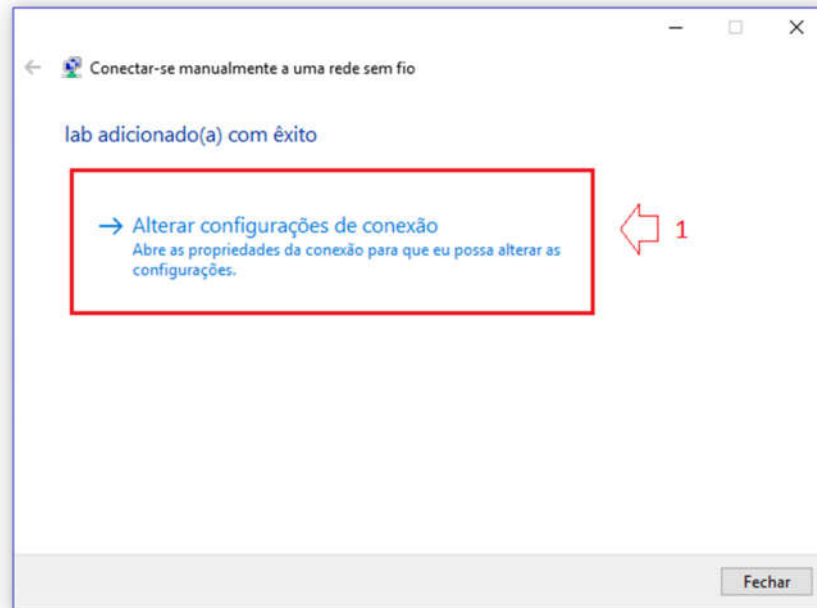 Conectar-se manualmente a uma rede sem fio
lab adicionado(a) com êxito
Alterar configurações de conexão
Abre as propriedades da conexão para que eu possa alterar as
configurações.
1
Fechar